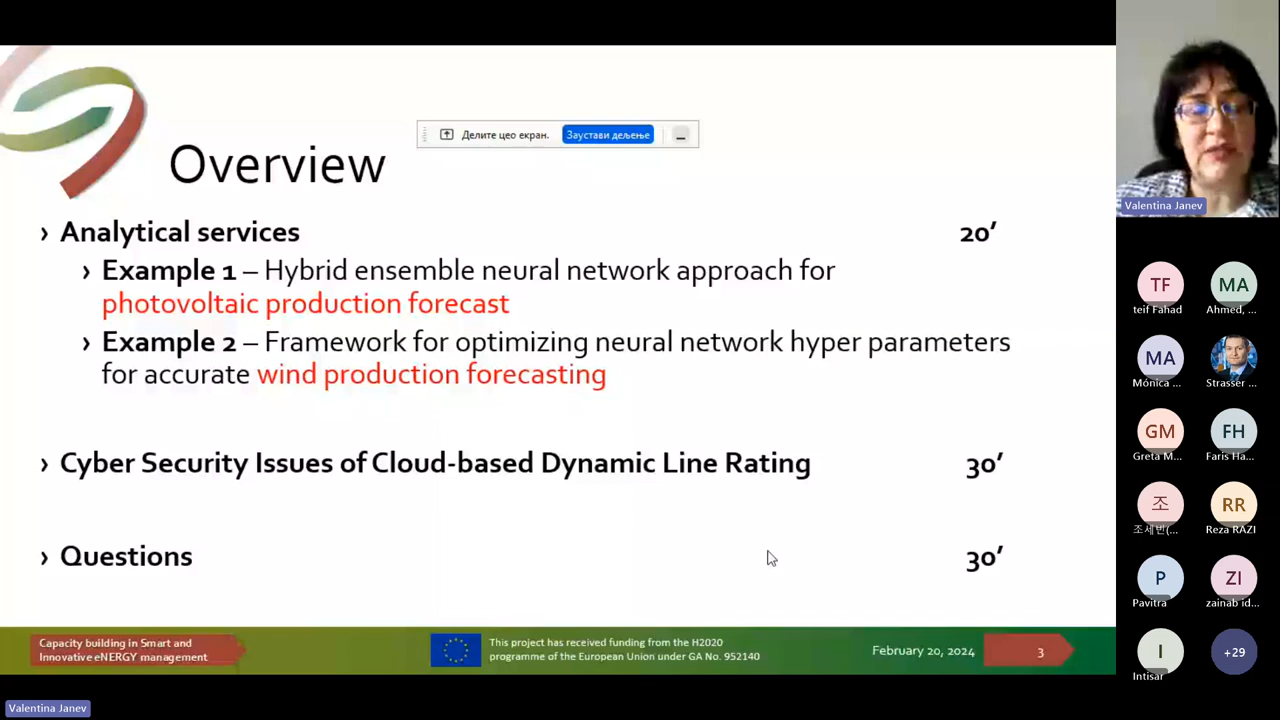 Делите цео екран.
Заустави дељење
Overview
› Analytical services 20′
› Example 1 – Hybrid ensemble neural network approach for
photovoltaic production forecast
› Example 2 – Framework for optimizing neural network hyper parameters
for accurate wind production forecasting
› Cyber Security Issues of Cloud-based Dynamic Line Rating 30′
› Questions 30′
Capacity building in Smart and
Innovative eNERGY management
This project has received funding from the H2020
programme of the European Union under GA No. 952140
February 20, 2024
3
Valentina Janev
TF
teif Fahad
MA
Ahmed, ...
MA
Mónica ...
Strasser ...
GM
Greta M...
FH
Faris Ha...
조
조세빈(...
RR
Reza RAZI
P
Pavitra
ZI
zainab id...
I
Intisar
+29
Valentina Janev